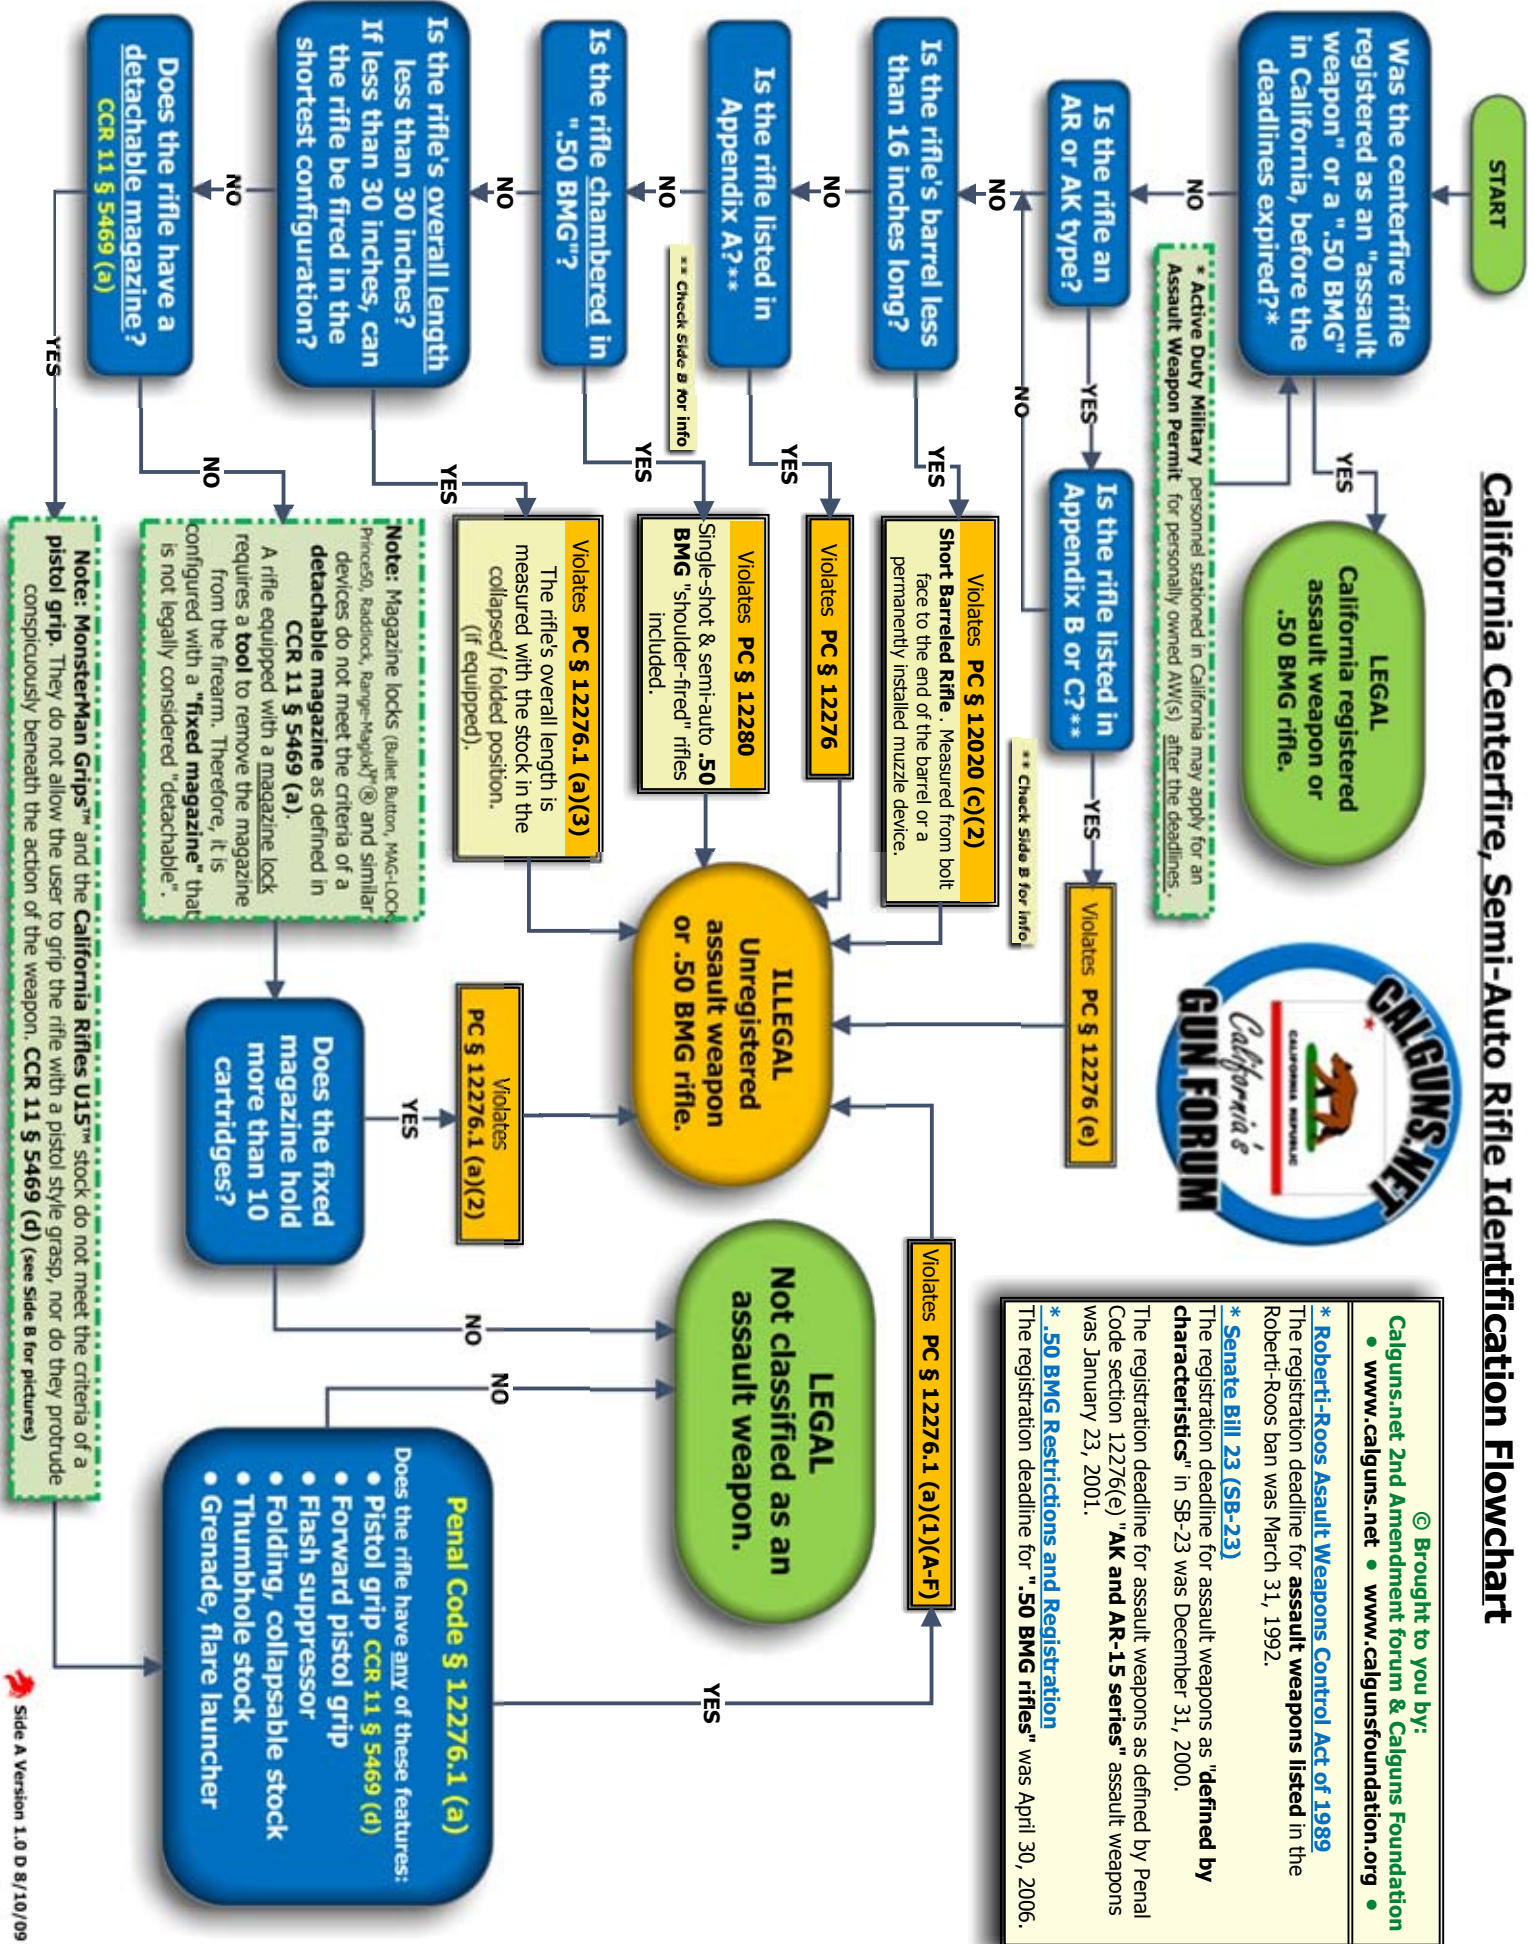 California Centerfire, Semi-Auto Rifle Identification Flowchart
START
Was the centerfire rifle
registered as an "assault
weapon" or a ".50 BMG"
in California, before the
deadlines expired?*
YES
LEGAL
California registered
assault weapon or
.50 BMG rifle.
* Active Duty Military personnel stationed in California may apply for an
Assault Weapon Permit for personally owned AW(s) after the deadlines.
NO
Is the rifle an
AR or AK type?
YES
Is the rifle listed in
Appendix B or C?**
YES
Violates PC § 12276 (e)
** Check Side B for info
NO
NO
Is the rifle's barrel less
than 16 inches long?
YES
Violates PC § 12020 (c)(2)
Short Barreled Rifle . Measured from bolt
face to the end of the barrel or a
permanently installed muzzle device.
NO
Is the rifle listed in
Appendix A?**
YES
Violates PC § 12276
** Check Side B for info
NO
Is the rifle chambered in
".50 BMG"?
YES
Violates PC § 12280
Single-shot & semi-auto .50
BMG "shoulder-fired" rifles
included.
NO
Is the rifle's overall length
less than 30 inches?
If less than 30 inches, can
the rifle be fired in the
shortest configuration?
YES
Violates PC § 12276.1 (a)(3)
The rifle's overall length is
measured with the stock in the
collapsed/ folded position.
(if equipped).
NO
Does the rifle have a
detachable magazine?
CCR 11 § 5469 (a)
NO
Note: Magazine locks (Bullet Button, MAG-LOCK,
Prince50, Raddlock, Range-Maglok)™® and similar
devices do not meet the criteria of a
detachable magazine as defined in
CCR 11 § 5469 (a).
A rifle equipped with a magazine lock
requires a tool to remove the magazine
from the firearm. Therefore, it is
configured with a "fixed magazine" that
is not legally considered "detachable".
YES
Note: MonsterMan Grips™ and the California Rifles U15™ stock do not meet the criteria of a
pistol grip. They do not allow the user to grip the rifle with a pistol style grasp, nor do they protrude
conspicuously beneath the action of the weapon. CCR 11 § 5469 (d) (see Side B for pictures)
ILLEGAL
Unregistered
assault weapon
or .50 BMG rifle.
Violates
PC § 12276.1 (a)(2)
YES
Does the fixed
magazine hold
more than 10
cartridges?
NO
LEGAL
Not classified as an
assault weapon.
NO
Violates PC § 12276.1 (a)(1)(A-F)
YES
Penal Code § 12276.1 (a)
Does the rifle have any of these features:
● Pistol grip CCR 11 § 5469 (d)
● Forward pistol grip
● Flash suppressor
● Folding, collapsable stock
● Thumbhole stock
● Grenade, flare launcher
CALGUNS.NET
CALIFORNIA REPUBLIC
California's
GUN FORUM
© Brought to you by:
Calguns.net 2nd Amendment forum & Calguns Foundation
● www.calguns.net ● www.calgunsfoundation.org ●
* Roberti-Roos Asault Weapons Control Act of 1989
The registration deadline for assault weapons listed in the
Roberti-Roos ban was March 31, 1992.
* Senate Bill 23 (SB-23)
The registration deadline for assault weapons as "defined by
characteristics" in SB-23 was December 31, 2000.
The registration deadline for assault weapons as defined by Penal
Code section 12276(e) "AK and AR-15 series" assault weapons
was January 23, 2001.
* .50 BMG Restrictions and Registration
The registration deadline for ".50 BMG rifles" was April 30, 2006.
Side A Version 1.0 D 8/10/09